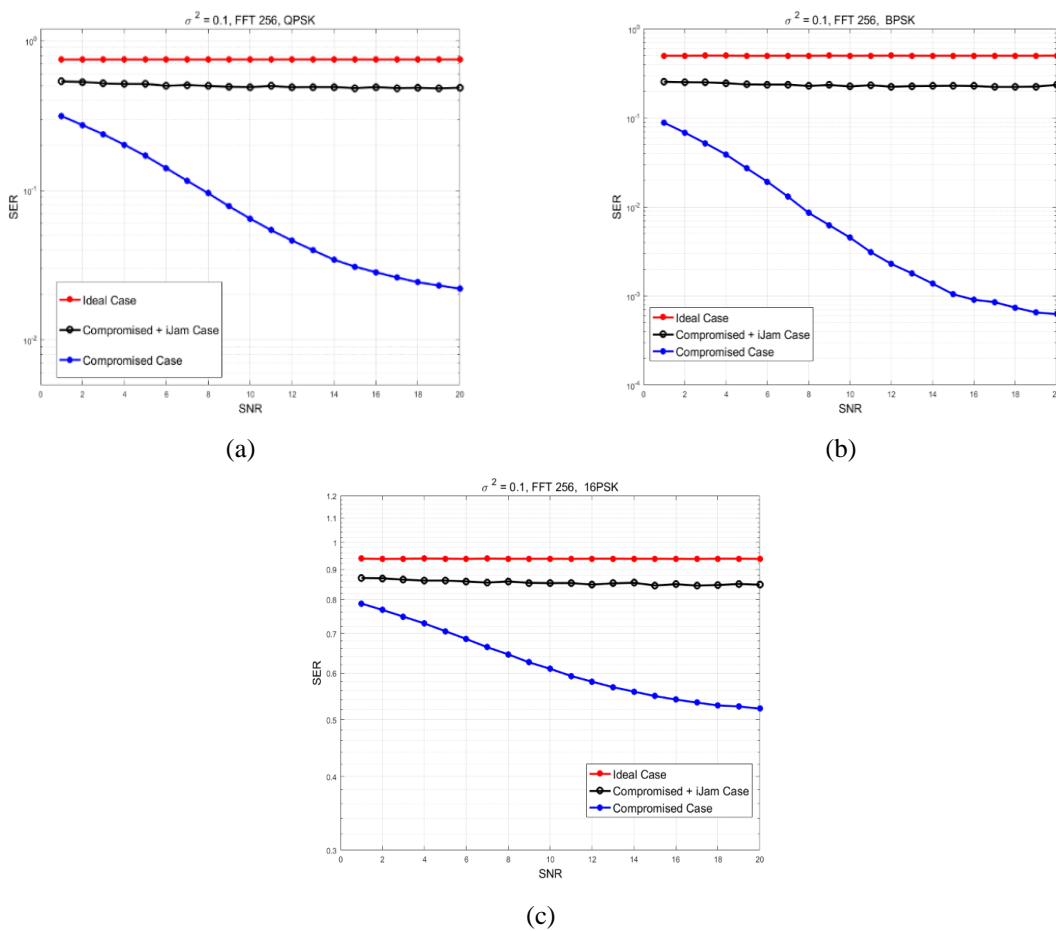 σ² = 0.1, FFT 256, QPSK
10⁰
10⁻¹
10⁻²
SER
Ideal Case
Compromised + iJam Case
Compromised Case
0 2 4 6 8 10 12 14 16 18 20
SNR
(a)
σ² = 0.1, FFT 256, BPSK
10⁰
10⁻¹
10⁻²
10⁻³
10⁻⁴
SER
Ideal Case
Compromised + iJam Case
Compromised Case
0 2 4 6 8 10 12 14 16 18 2
SNR
(b)
σ² = 0.1, FFT 256, 16PSK
1.2
1
0.9
0.8
0.7
0.6
0.5
0.4
0.3
SER
Ideal Case
Compromised + iJam Case
Compromised Case
0 2 4 6 8 10 12 14 16 18 20
SNR
(c)